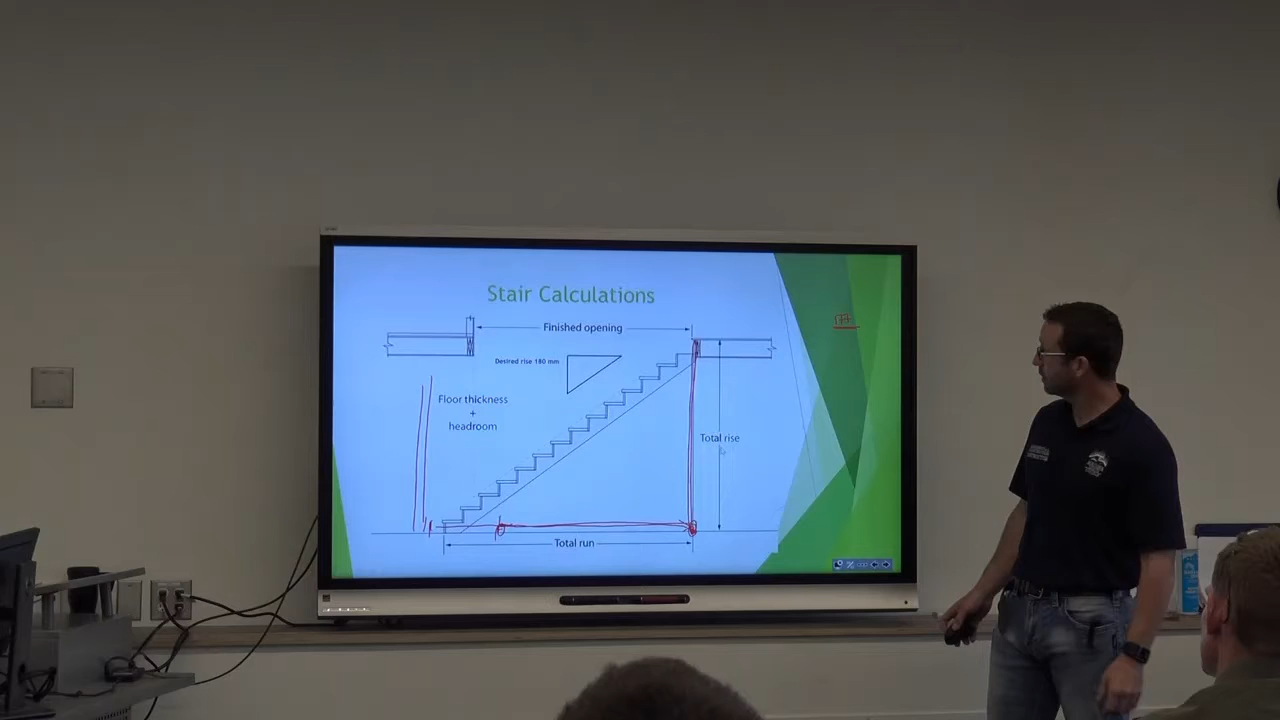 Stair Calculations
Finished opening
Desired rise 180 mm
Floor thickness
+
headroom
Total rise
Total run